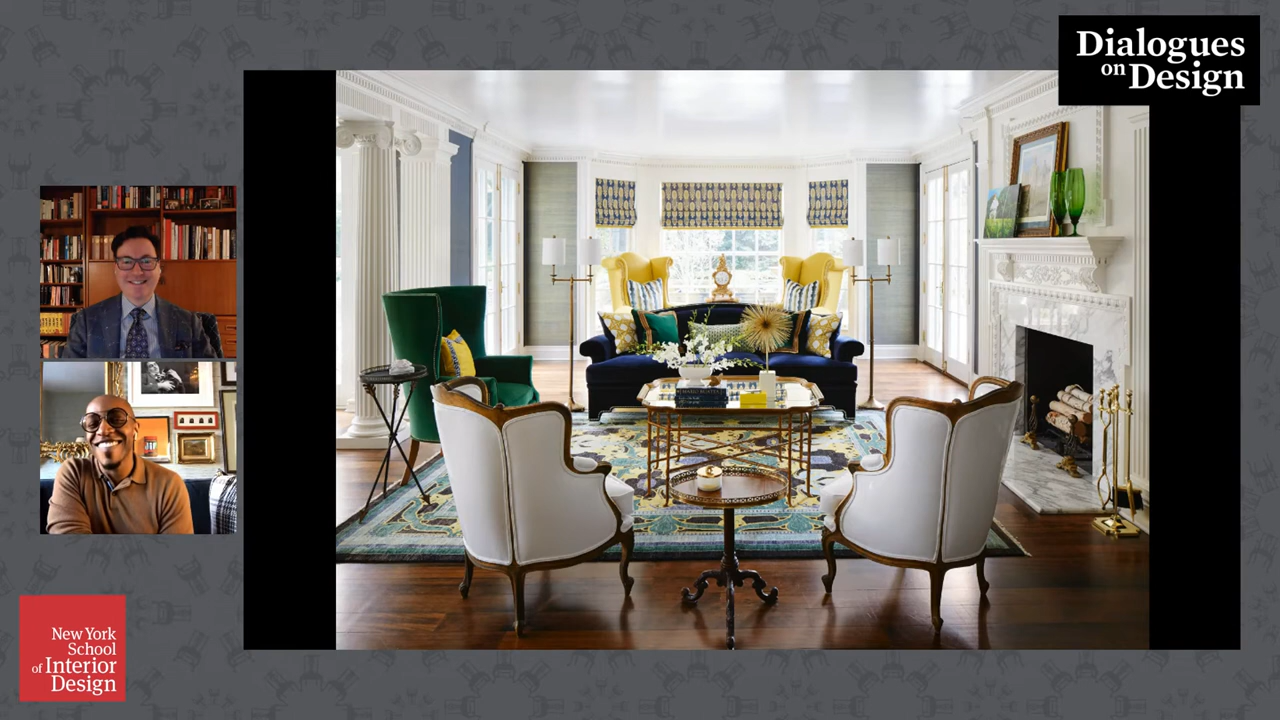 Dialogues
on Design
New York
School
of Interior
Design